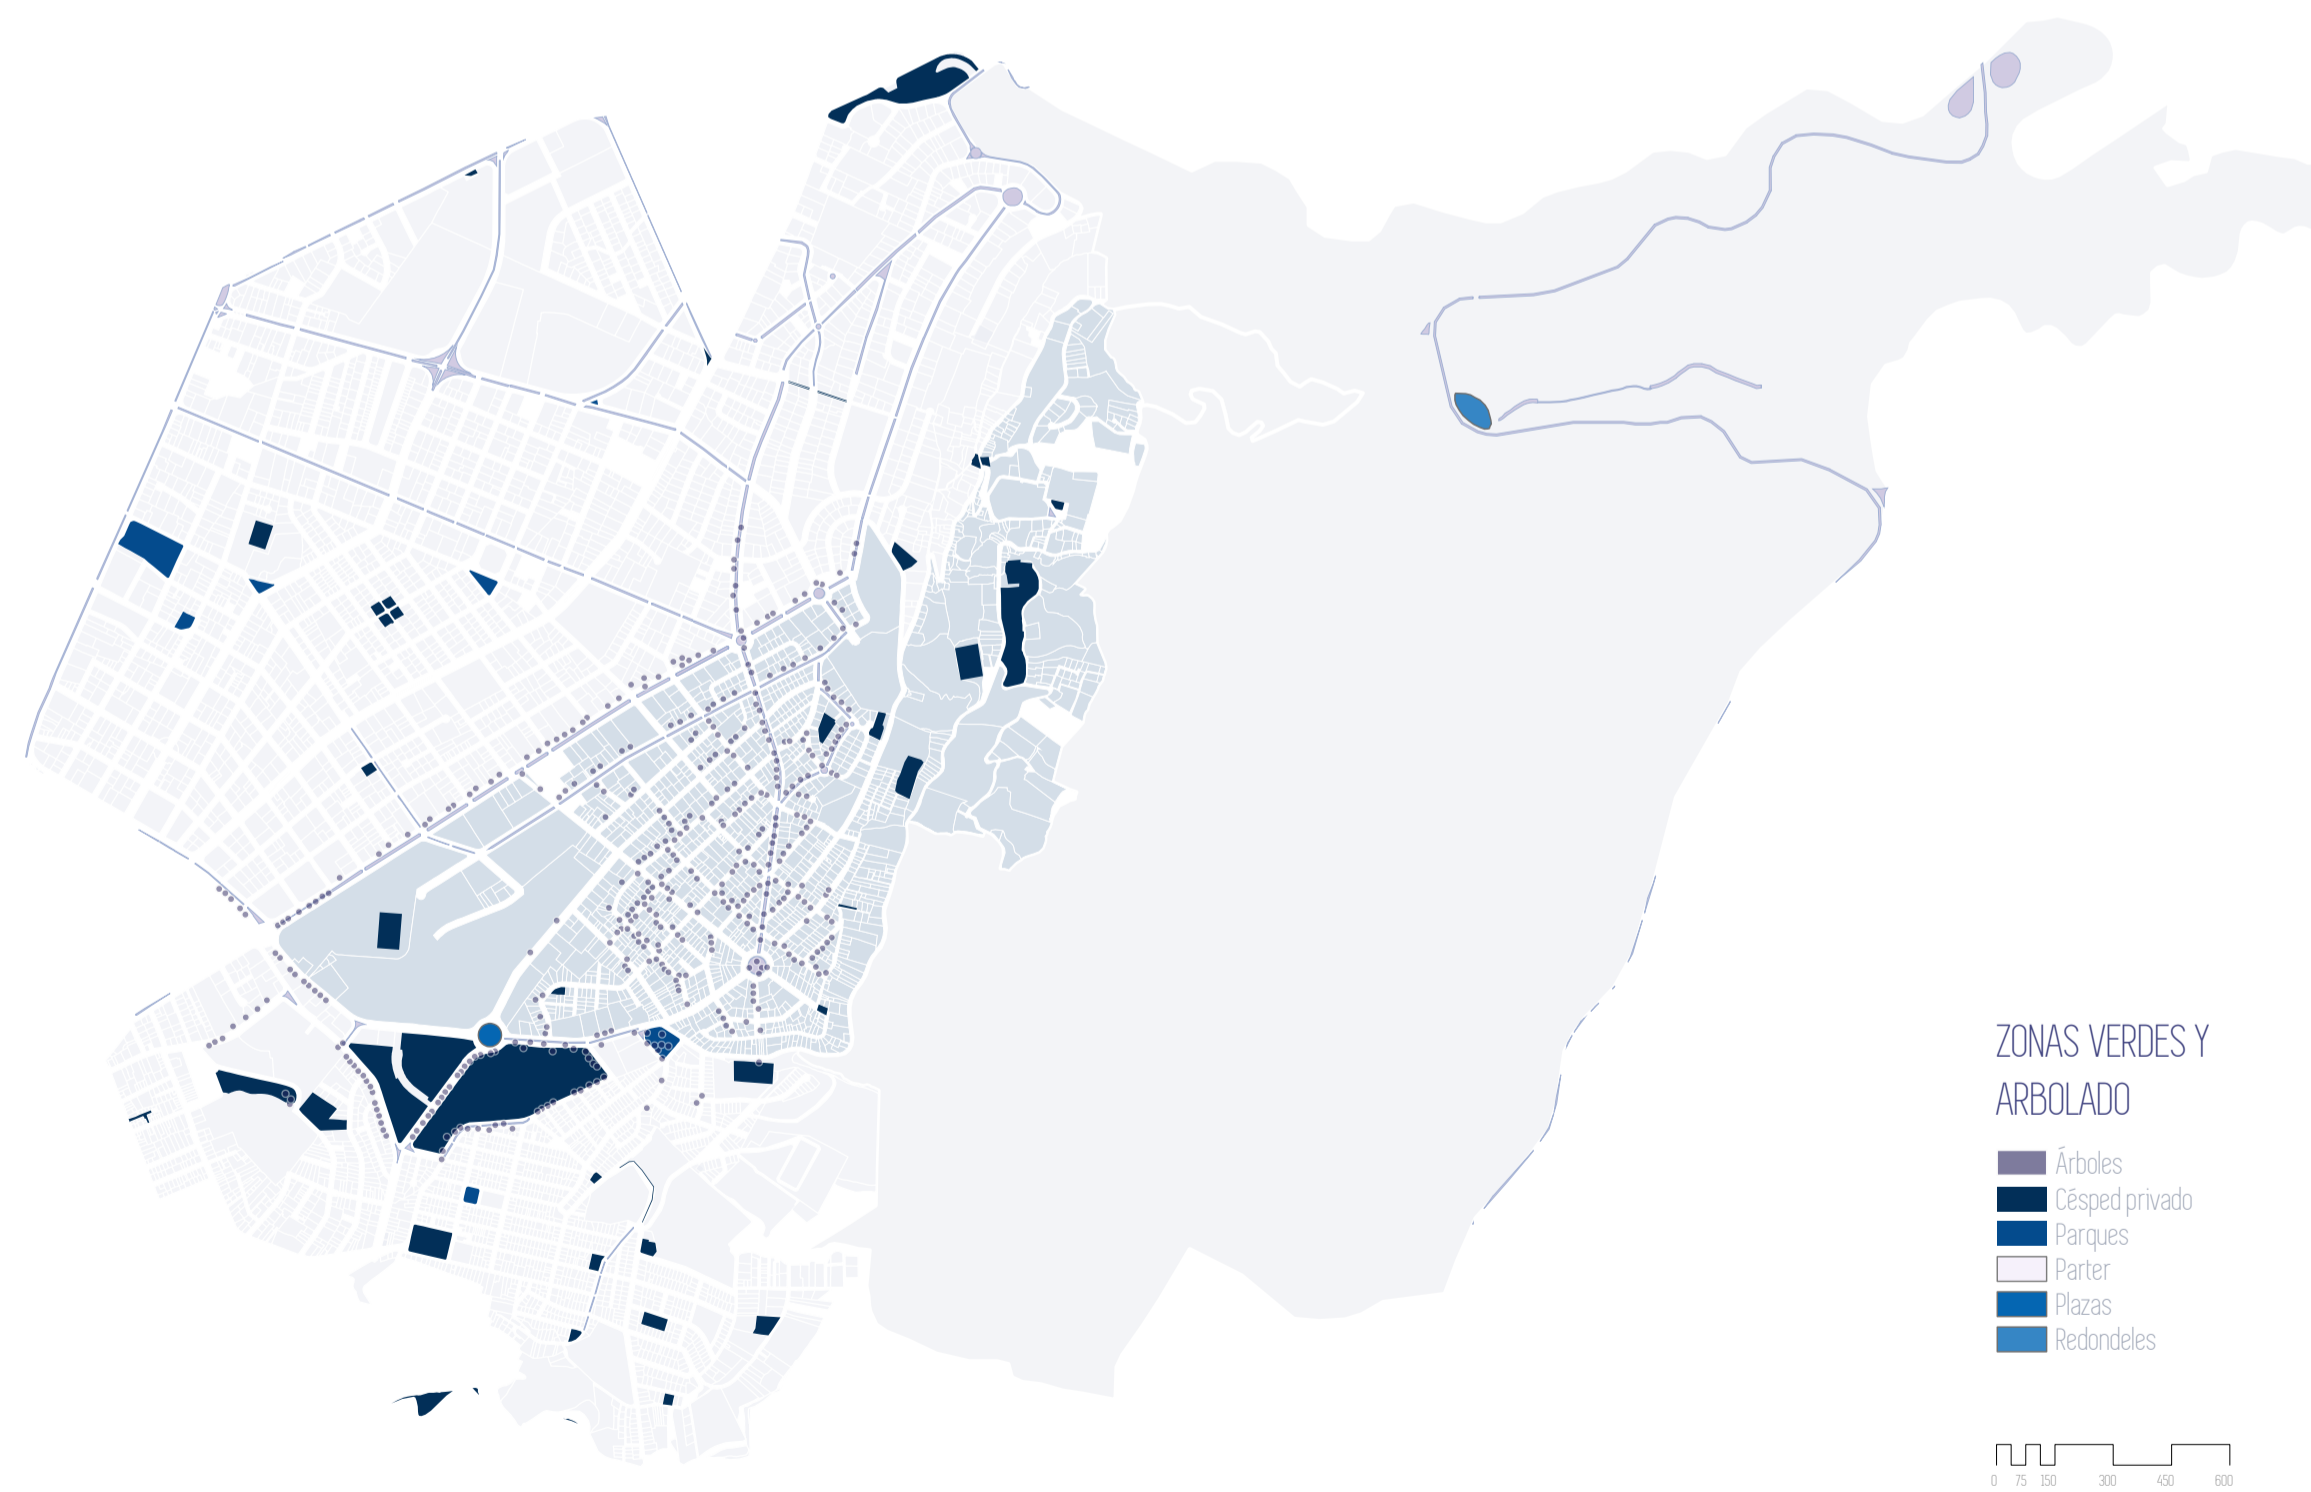 ZONAS VERDES Y
ARBOLADO
Árboles
Césped privado
Parques
Parter
Plazas
Redondeles
0 75 150 300 450 600